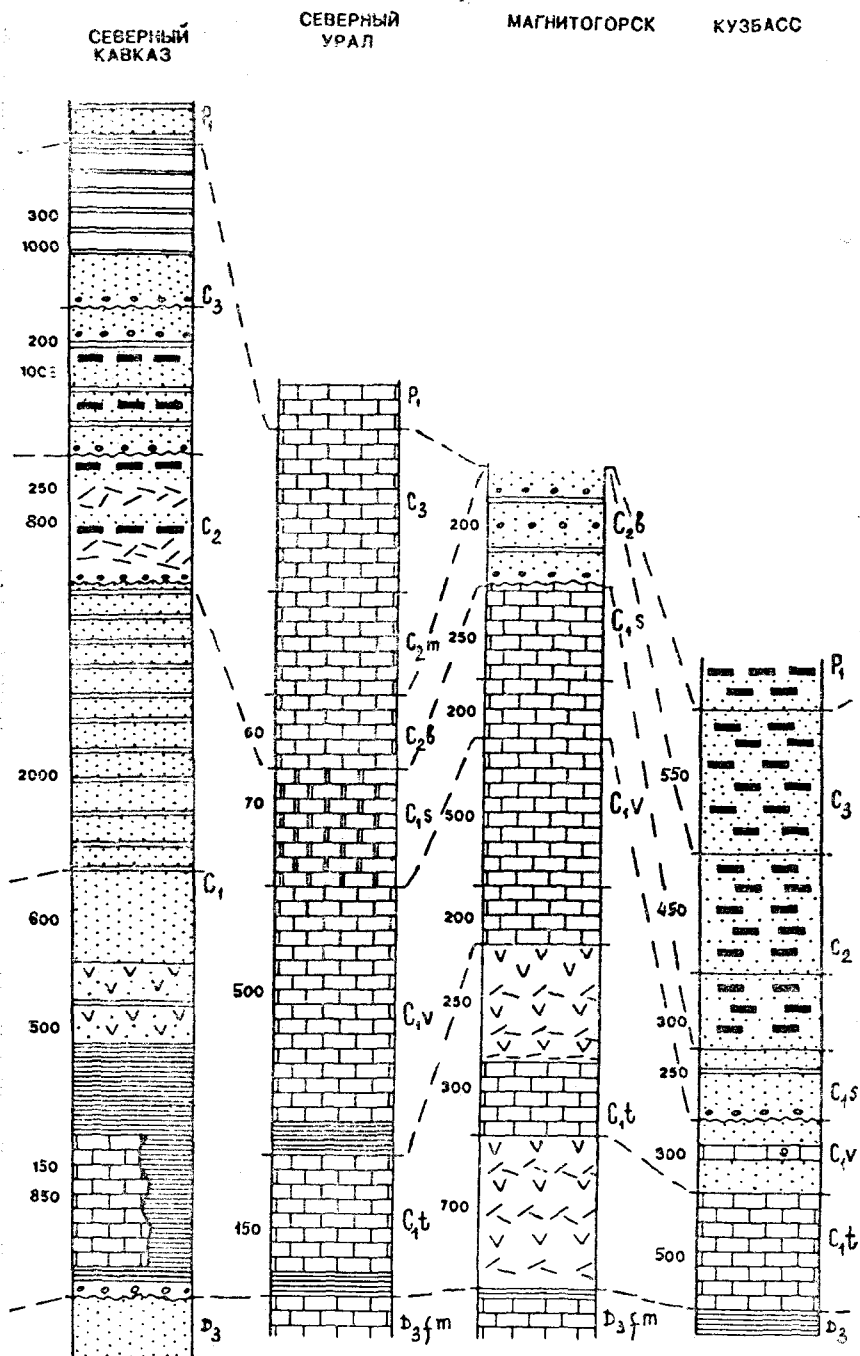 СЕВЕРНЫЙ
КАВКАЗ
СЕВЕРНЫЙ
УРАЛ
МАГНИТОГОРСК
КУЗБАСС
P₁
300
1000
C₃
200
250
800
C₂
2000
C₁
600
500
150
850
D₃
P₁
C₃
C₂m
60
C₂b
70
C₁s
500
C₁v
C₁t
150
D₃fm
200
C₂b
C₁s
250
200
C₁v
500
200
250
300
C₁t
700
D₃fm
P₁
550
C₃
450
C₂
300
250
C₁s
300
C₁v
C₁t
500
D₃